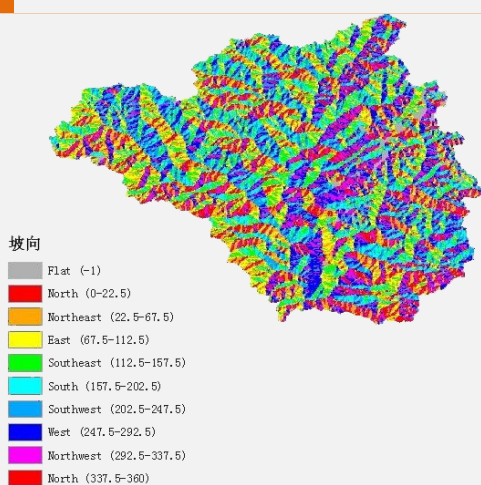 坡向
Flat (-1)
North (0-22.5)
Northeast (22.5-67.5)
East (67.5-112.5)
Southeast (112.5-157.5)
South (157.5-202.5)
Southwest (202.5-247.5)
West (247.5-292.5)
Northwest (292.5-337.5)
North (337.5-360)